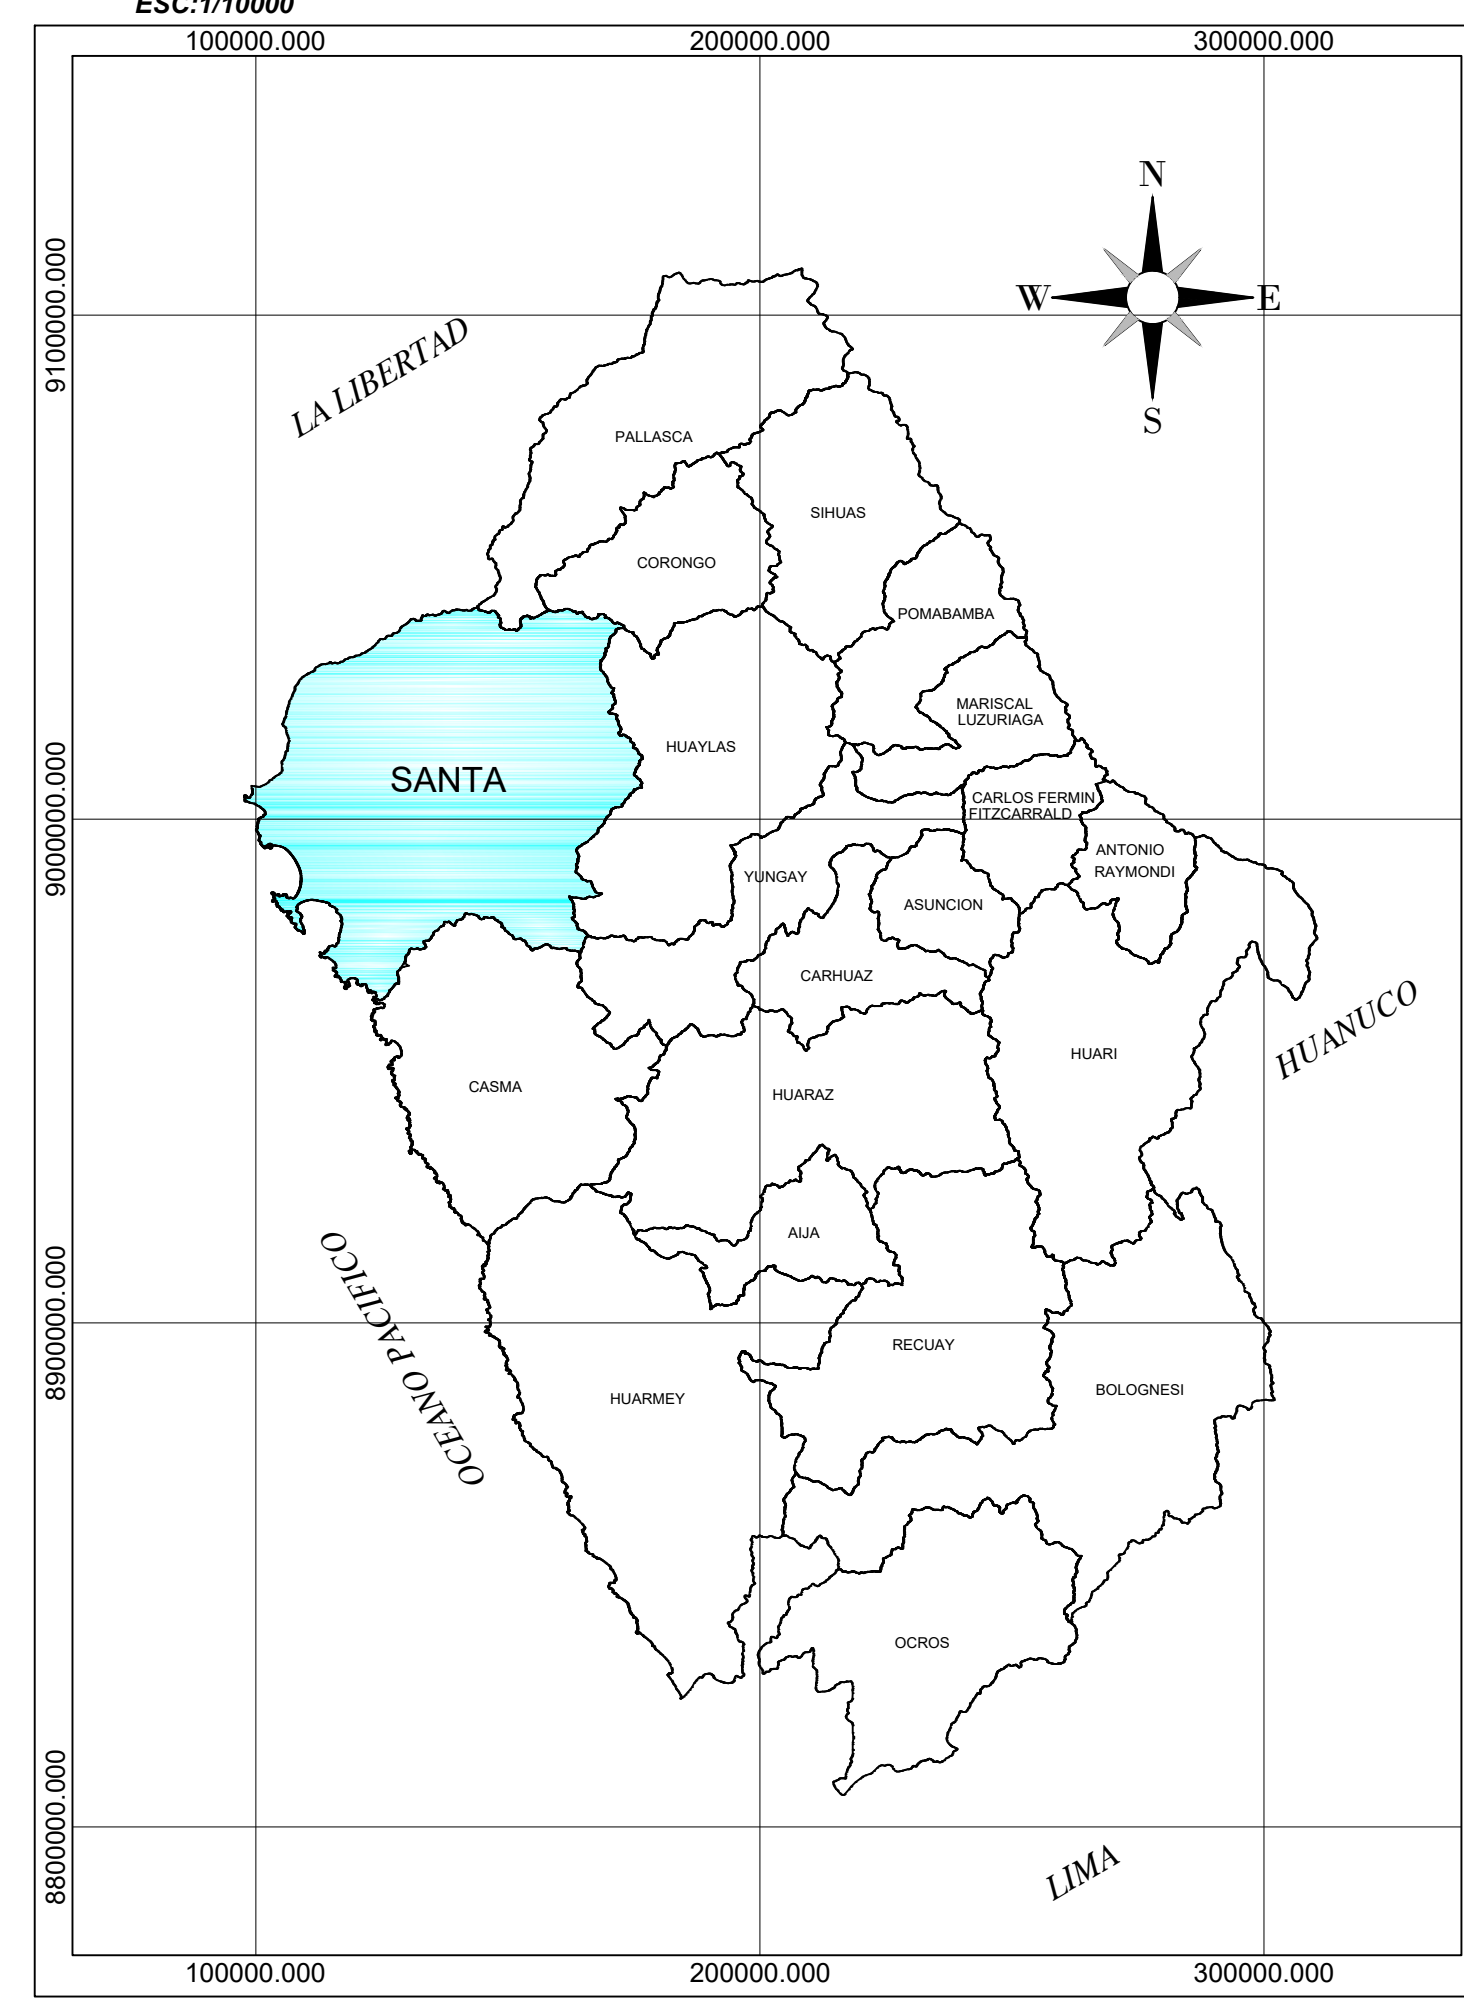 ESC:1/10000
100000.000
200000.000
300000.000
N
W
E
S
9100000.000
LA LIBERTAD
PALLASCA
SIHUAS
CORONGO
POMABAMBA
MARISCAL
LUZURIAGA
HUAYLAS
SANTA
9000000.000
CARLOS FERMIN
FITZCARRALD
ANTONIO
RAYMONDI
YUNGAY
ASUNCION
CARHUAZ
HUANUCO
HUARI
CASMA
HUARAZ
AIJA
OCEANO PACIFICO
8900000.000
RECUAY
BOLOGNESI
HUARMEY
OCROS
8800000.000
LIMA
100000.000
200000.000
300000.000